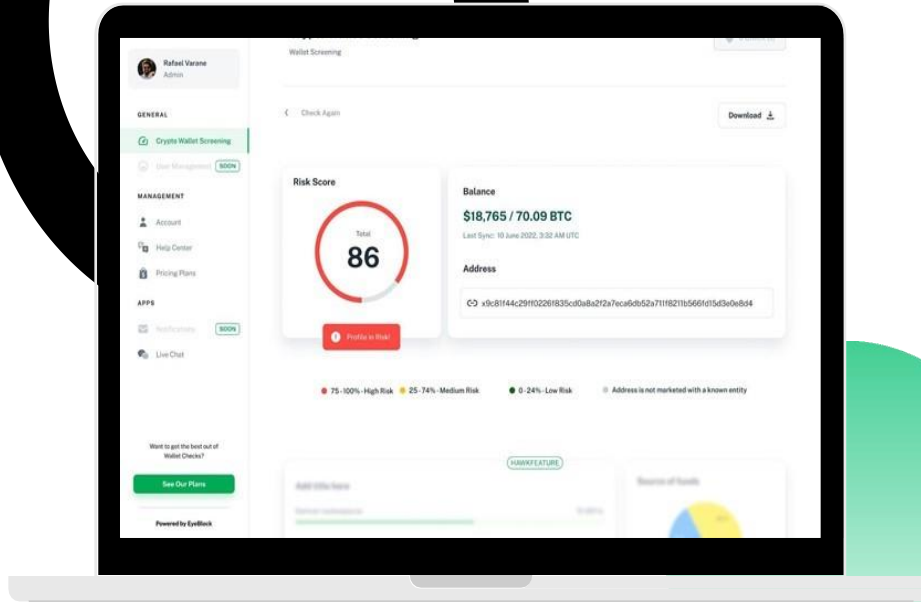 Rafael Varone
Admin
GENERAL
Crypto Wallet Screening
User Management SOON
MANAGEMENT
Account
Help Center
Pricing Plans
APPS
Notifications SOON
Live Chat
Want to get the best out of
Wallet Checks?
See Our Plans
Powered by EyeBlock
Wallet Screening
Check Again
Download
Risk Score
Total
86
Profile in Risk!
Balance
$18,765 / 70.09 BTC
Last Sync: 10 June 2022, 3:32 AM UTC
Address
75-100% - High Risk
25-74% - Medium Risk
0-24% - Low Risk
Address is not marketed with a known entity
HAWKFEATURE
Add title here
Source of funds